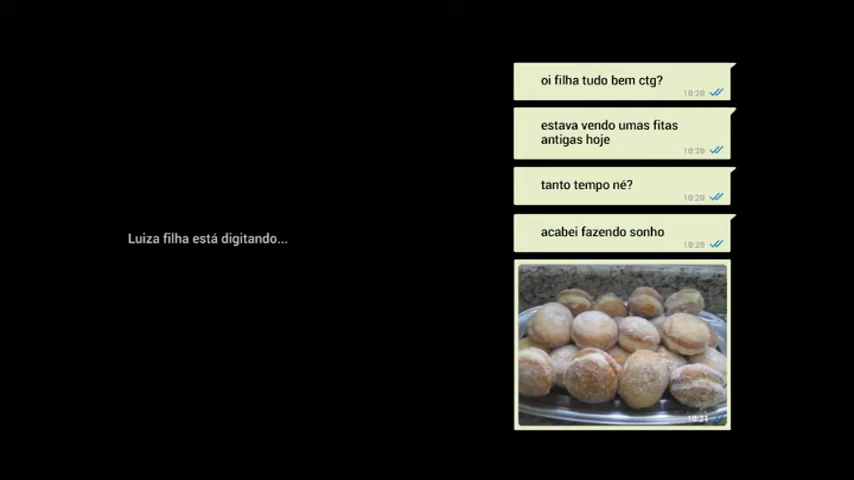 oi filha tudo bem ctg?
10:20
estava vendo umas fitas
antigas hoje
10:20
tanto tempo né?
10:20
Luiza filha está digitando...
acabei fazendo sonho
10:20
10:21